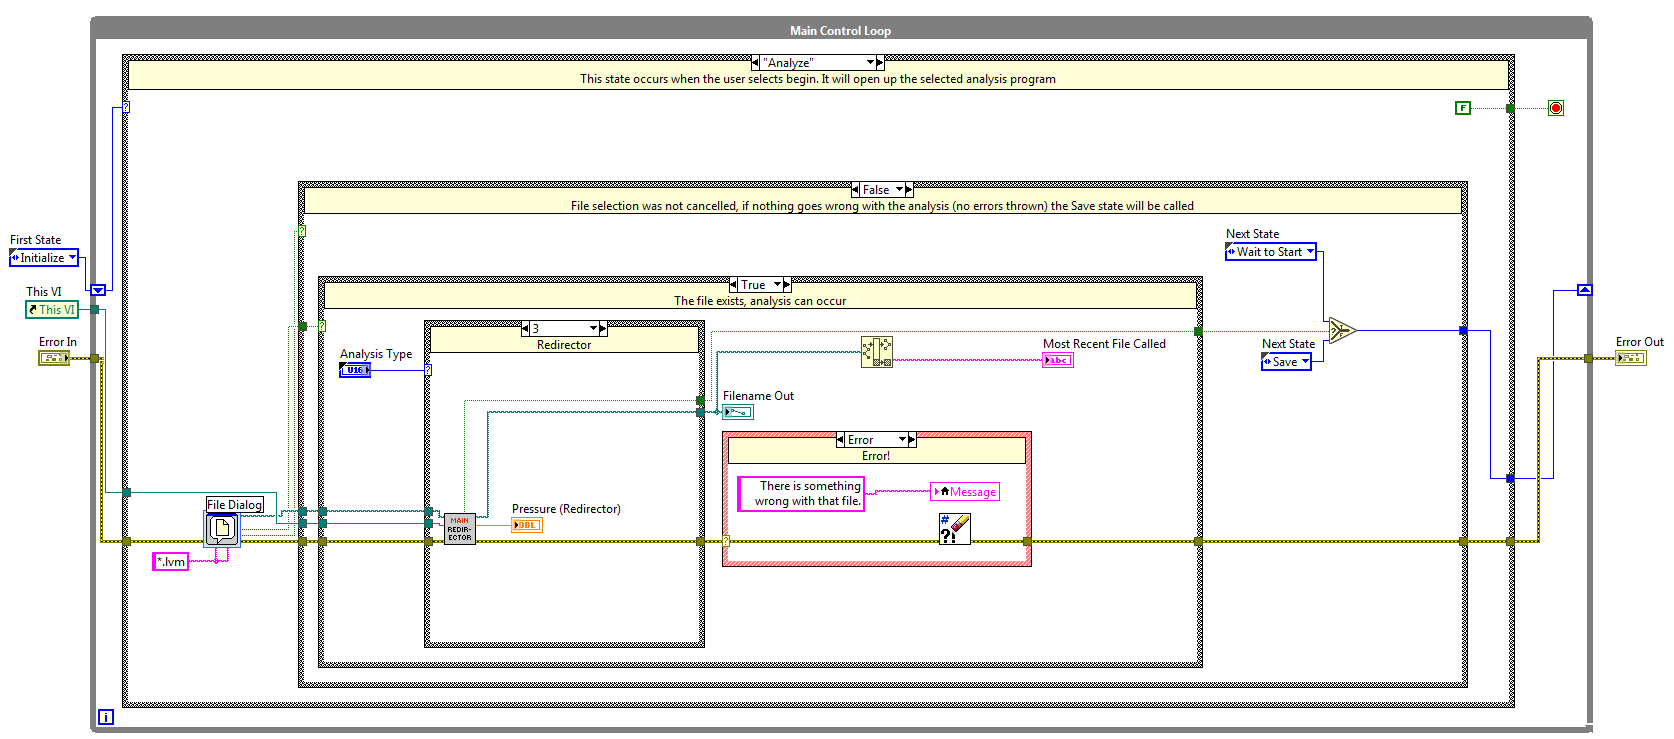 Main Control Loop
"Analyze"
This state occurs when the user selects begin. It will open up the selected analysis program
F
False
File selection was not cancelled, if nothing goes wrong with the analysis (no errors thrown) the Save state will be called
First State
Initialize
Next State
Wait to Start
True
The file exists, analysis can occur
This VI
This VI
3
Redirector
Error In
Analysis Type
U16
Most Recent File Called
abc
Next State
Save
Error Out
Filename Out
Error
Error!
There is something
wrong with that file.
Message
File Dialog
Pressure (Redirector)
DBL
MAIN
REDIR-
ECTOR
#
??
*.lvm
i